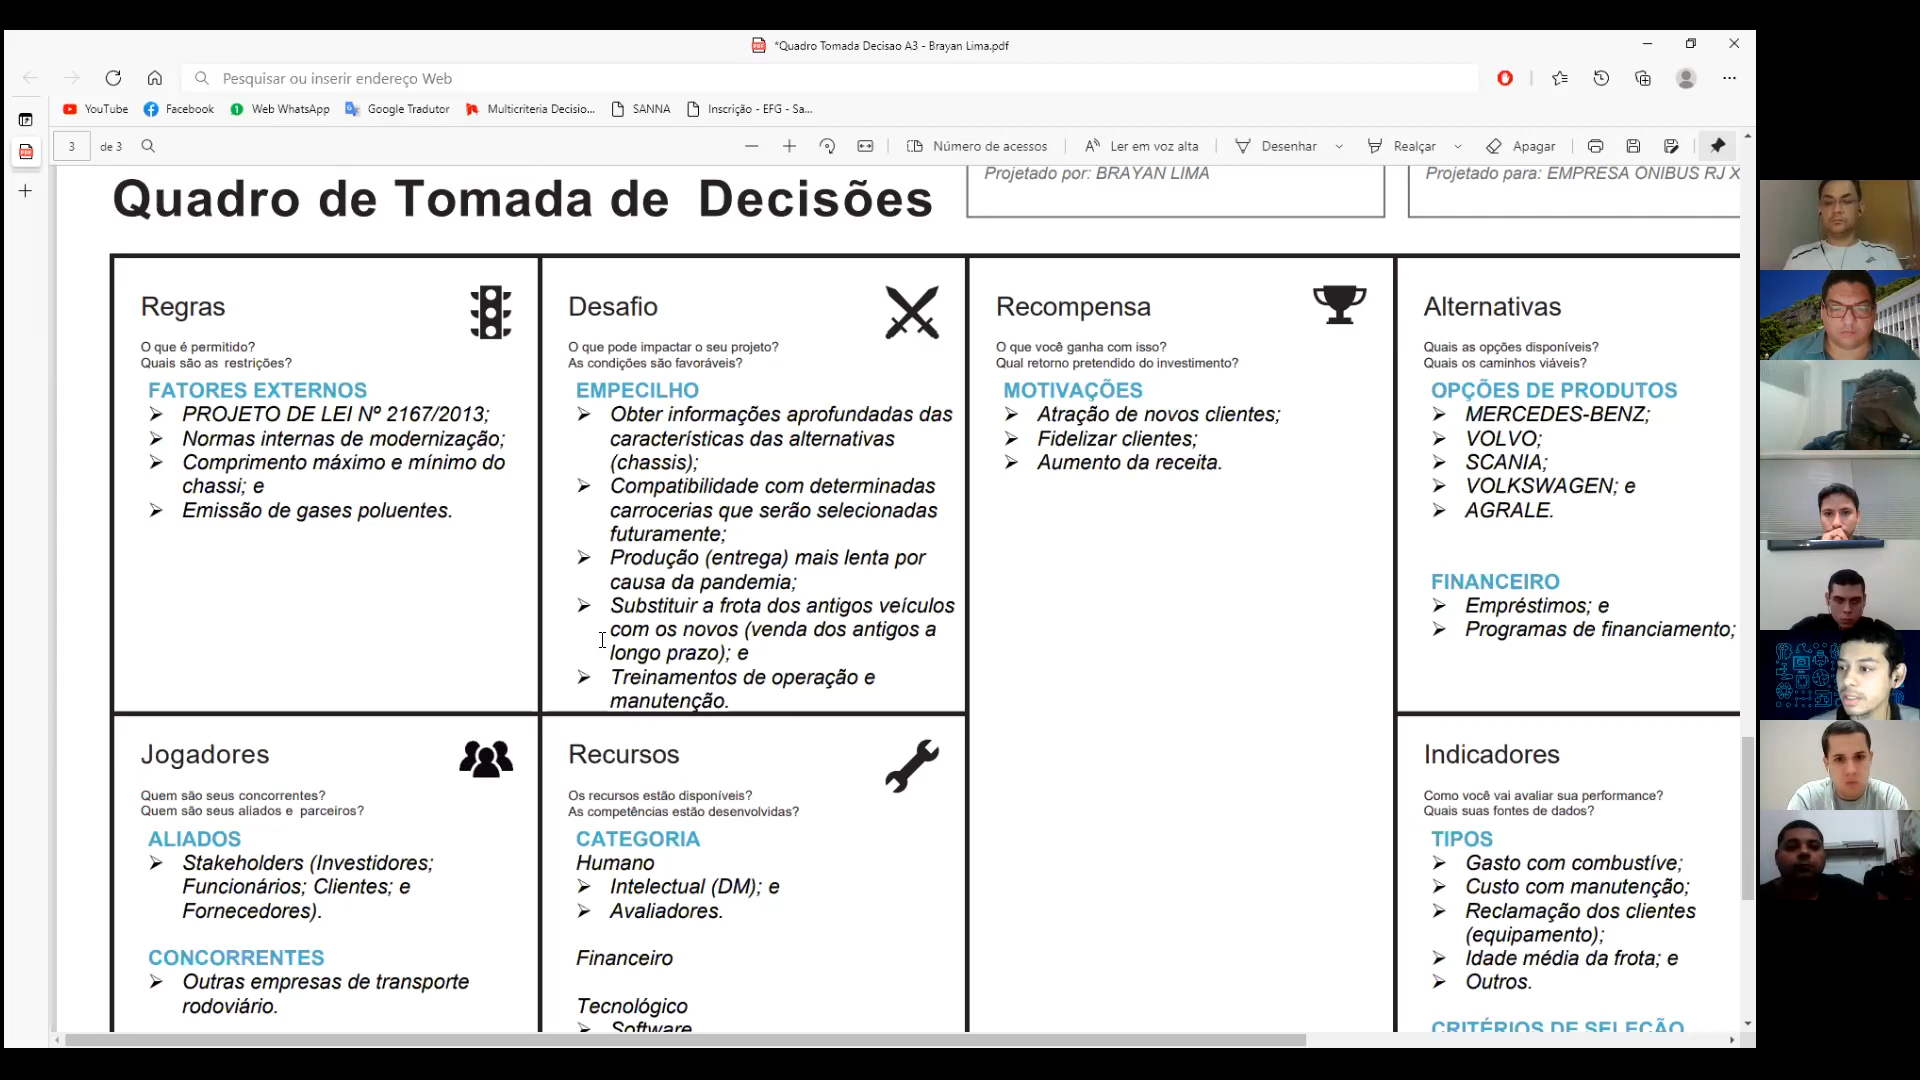 *Quadro Tomada Decisao A3 - Brayan Lima.pdf
Pesquisar ou inserir endereço Web
YouTube
Facebook
Web WhatsApp
Google Tradutor
Multicriteria Decisio...
SANNA
Inscrição - EFG - Sa...
3
de 3
Número de acessos
Ler em voz alta
Desenhar
Realçar
Apagar
Quadro de Tomada de Decisões
Projetado por: BRAYAN LIMA
Projetado para: EMPRESA ÔNIBUS RJ X
Regras
O que é permitido?
Quais são as restrições?
FATORES EXTERNOS
➢ PROJETO DE LEI Nº 2167/2013;
➢ Normas internas de modernização;
➢ Comprimento máximo e mínimo do
chassi; e
➢ Emissão de gases poluentes.
Desafio
O que pode impactar o seu projeto?
As condições são favoráveis?
EMPECILHO
➢ Obter informações aprofundadas das
características das alternativas
(chassis);
➢ Compatibilidade com determinadas
carrocerias que serão selecionadas
futuramente;
➢ Produção (entrega) mais lenta por
causa da pandemia;
➢ Substituir a frota dos antigos veículos
com os novos (venda dos antigos a
longo prazo); e
➢ Treinamentos de operação e
manutenção.
Recompensa
O que você ganha com isso?
Qual retorno pretendido do investimento?
MOTIVAÇÕES
➢ Atração de novos clientes;
➢ Fidelizar clientes;
➢ Aumento da receita.
Alternativas
Quais as opções disponíveis?
Quais os caminhos viáveis?
OPÇÕES DE PRODUTOS
➢ MERCEDES-BENZ;
➢ VOLVO;
➢ SCANIA;
➢ VOLKSWAGEN; e
➢ AGRALE.
FINANCEIRO
➢ Empréstimos; e
➢ Programas de financiamento;
Jogadores
Quem são seus concorrentes?
Quem são seus aliados e parceiros?
ALIADOS
➢ Stakeholders (Investidores;
Funcionários; Clientes; e
Fornecedores).
CONCORRENTES
➢ Outras empresas de transporte
rodoviário.
Recursos
Os recursos estão disponíveis?
As competências estão desenvolvidas?
CATEGORIA
Humano
➢ Intelectual (DM); e
➢ Avaliadores.
Financeiro
Tecnológico
➢ Software
Indicadores
Como você vai avaliar sua performance?
Quais suas fontes de dados?
TIPOS
➢ Gasto com combustíve;
➢ Custo com manutenção;
➢ Reclamação dos clientes
(equipamento);
➢ Idade média da frota; e
➢ Outros.
CRITÉRIOS DE SELEÇÃO